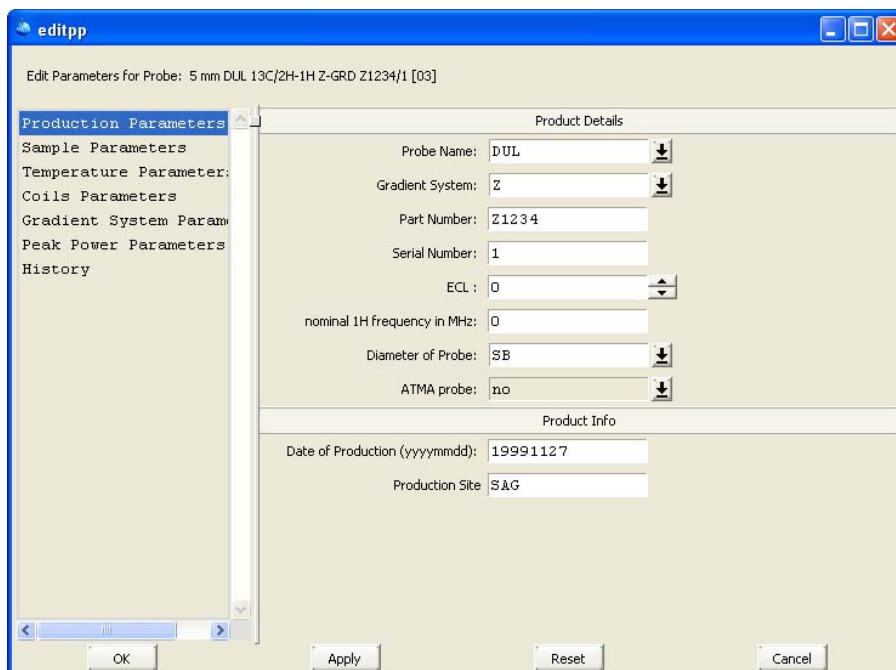 editpp
Edit Parameters for Probe: 5 mm DUL 13C/2H-1H Z-GRD Z1234/1 [03]
Production Parameters
Sample Parameters
Temperature Parameter
Coils Parameters
Gradient System Param
Peak Power Parameters
History
Product Details
Probe Name: DUL
Gradient System: Z
Part Number: Z1234
Serial Number: 1
ECL : 0
nominal 1H frequency in MHz: 0
Diameter of Probe: SB
ATMA probe: no
Product Info
Date of Production (yyyymmdd): 19991127
Production Site SAG
OK Apply Reset Cancel